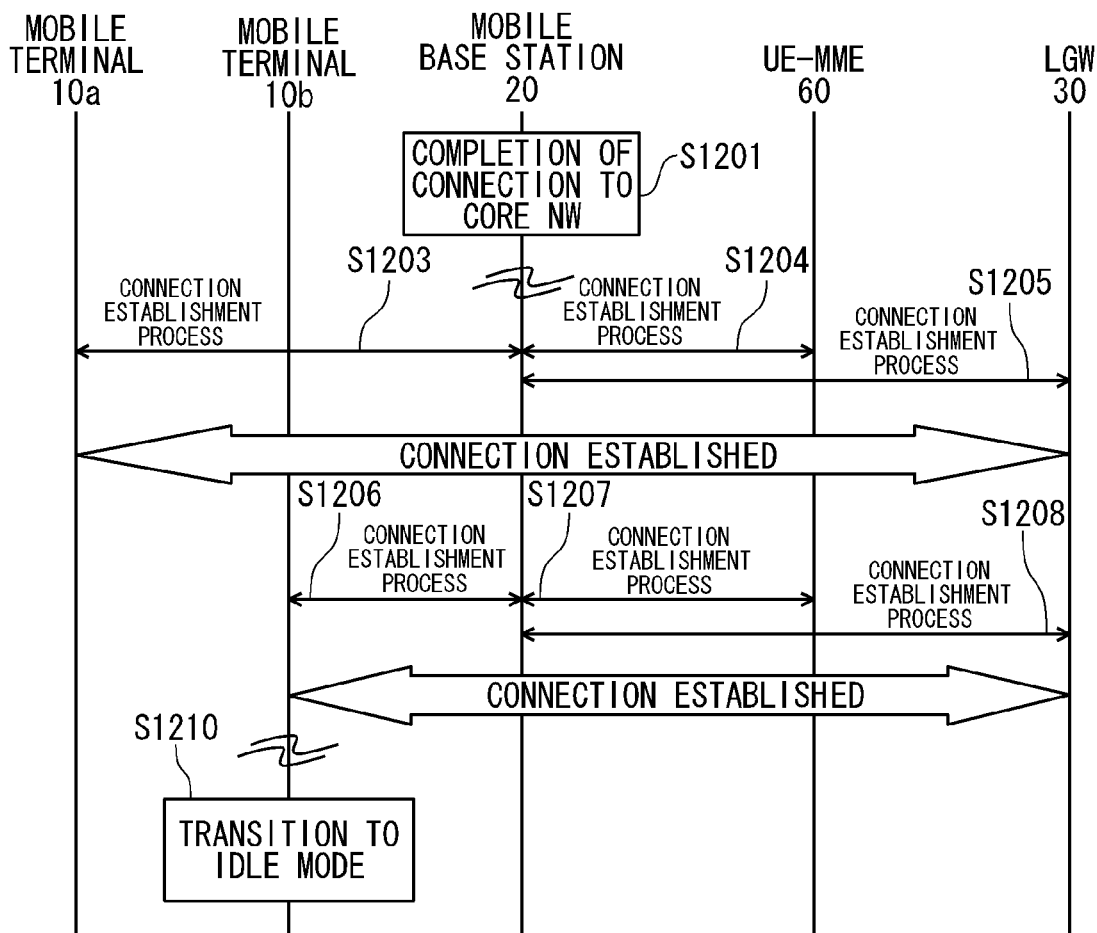 MOBILE
TERMINAL
10a
MOBILE
TERMINAL
10b
MOBILE
BASE STATION
20
UE-MME
60
LGW
30
COMPLETION OF
CONNECTION TO
CORE NW
S1201
S1203
S1204
S1205
CONNECTION
ESTABLISHMENT
PROCESS
CONNECTION
ESTABLISHMENT
PROCESS
CONNECTION
ESTABLISHMENT
PROCESS
CONNECTION ESTABLISHED
S1206
S1207
S1208
CONNECTION
ESTABLISHMENT
PROCESS
CONNECTION
ESTABLISHMENT
PROCESS
CONNECTION
ESTABLISHMENT
PROCESS
CONNECTION ESTABLISHED
S1210
TRANSITION TO
IDLE MODE